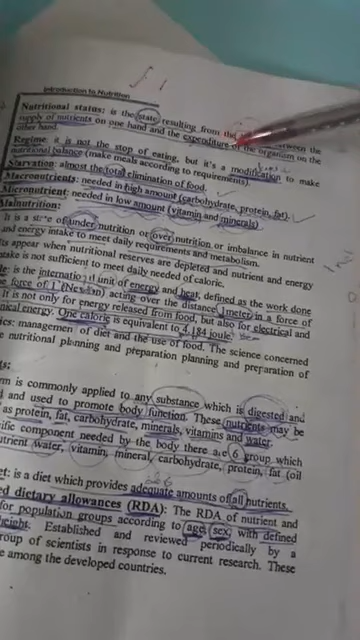 Introduction to Nutrition
Nutritional status: is the state resulting from the between the
supply of nutrients on one hand and the expenditure of the organism on the
other hand.
Regime: it is not the stop of eating, but it's a modification to make
nutritional balance (make meals according to requirements).
Starvation: almost the total elimination of food.
Macronutrients: needed in high amount (carbohydrate, protein, fat).
Micronutrient: needed in low amount (vitamin and minerals)
Malnutrition:
It is a state of under nutrition or over nutrition or imbalance in nutrient
and energy intake to meet daily requirements and metabolism.
appear when nutritional reserves are depleted and nutrient and energy
intake is not sufficient to meet daily needed of caloric.
is the international unit of energy and heat, defined as the work done
force of 1 acting over the distance 1 meter in a force of
It is not only for energy released from food, but also for electrical and
energy. One calorie is equivalent to 4.184 joule.
management of diet and the use of food. The science concerned
nutritional planning and preparation planning and preparation of
is commonly applied to any substance which is digested and
and used to promote body function. These nutrients may be
as protein, fat, carbohydrate, minerals, vitamins and water.
component needed by the body there are 6 group which
water, vitamin, mineral, carbohydrate, protein, fat (oil
is a diet which provides adequate amounts of all nutrients.
dietary allowances (RDA): The RDA of nutrient and
for population groups according to age, sex, with defined
Established and reviewed periodically by a
group of scientists in response to current research. These
among the developed countries.